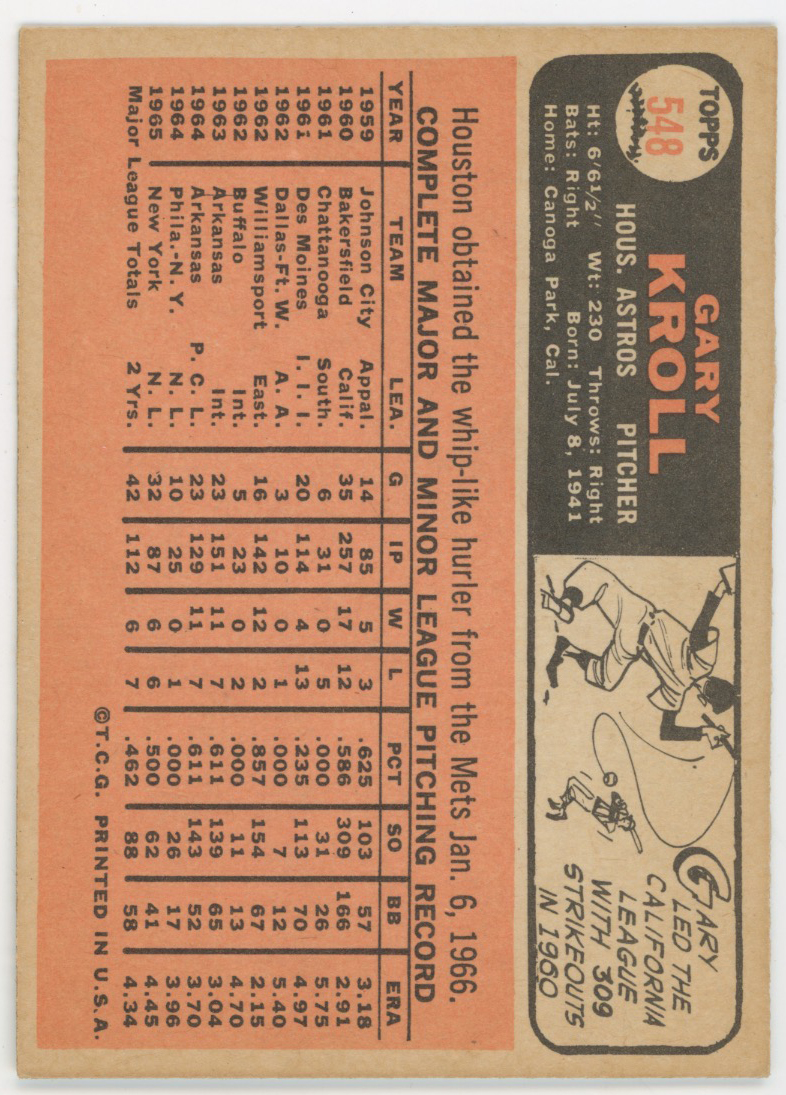 TOPPS
548
GARY
KROLL
HOUS. ASTROS PITCHER
Ht: 6'6½" Wt: 230 Throws: Right
Bats: Right Born: July 8, 1941
Home: Canoga Park, Cal.
GARY
LED THE
CALIFORNIA
LEAGUE
WITH 309
STRIKEOUTS
IN 1960
Houston obtained the whip-like hurler from the Mets Jan. 6, 1966.
COMPLETE MAJOR AND MINOR LEAGUE PITCHING RECORD
YEAR TEAM LEA. G IP W L PCT SO BB ERA
1959 Johnson City Appal. 14 85 5 3 .625 103 57 3.18
1960 Bakersfield Calif. 35 257 17 12 .586 309 166 2.91
1961 Chattanooga South. 6 31 0 5 .000 31 26 5.75
1961 Des Moines I. I. I. 20 114 4 13 .235 113 70 4.97
1962 Dallas-Ft. W. A. A. 3 10 0 1 .000 7 12 5.40
1962 Williamsport East. 16 142 12 2 .857 154 67 2.15
1962 Buffalo Int. 5 23 0 2 .000 11 13 4.70
1963 Arkansas Int. 23 151 11 7 .611 139 65 3.04
1964 Arkansas P. C. L. 23 129 11 7 .611 143 52 3.70
1964 Phila.-N. Y. N. L. 10 25 0 1 .000 26 17 3.96
1965 New York N. L. 32 87 6 6 .500 62 41 4.45
Major League Totals 2 Yrs. 42 112 6 7 .462 88 58 4.34
©T.C.G. PRINTED IN U.S.A.